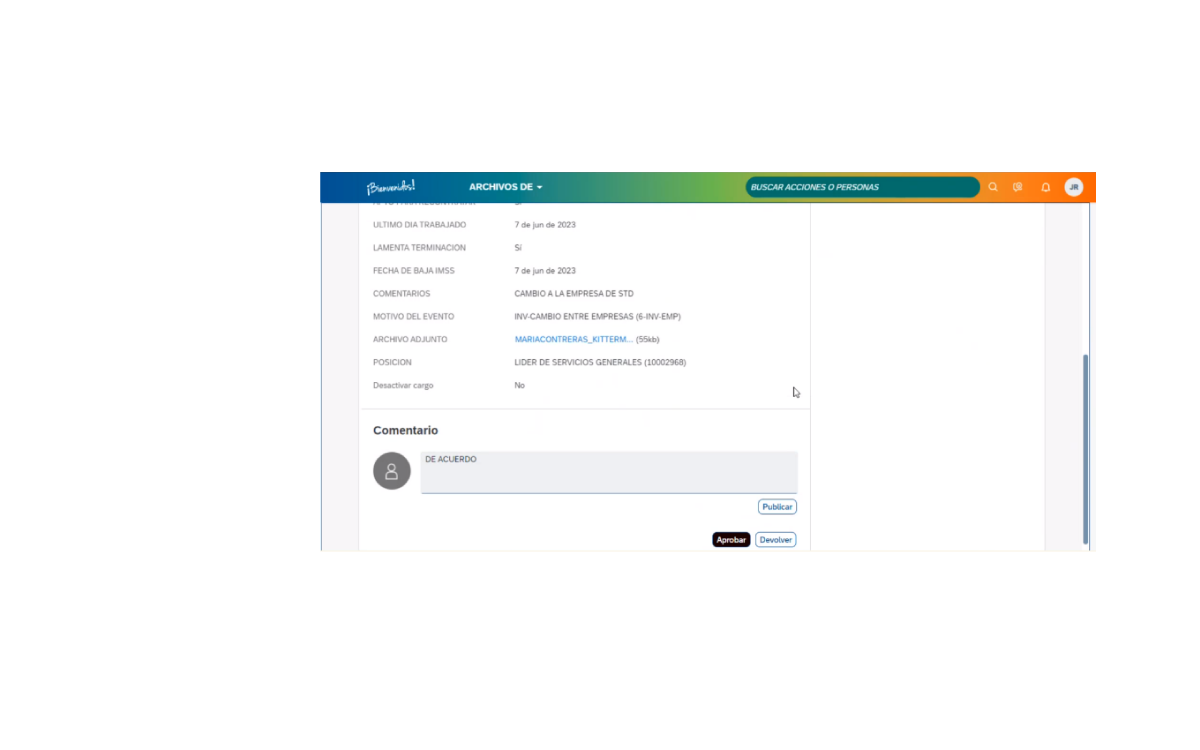 ¡Bienvenidos!
ARCHIVOS DE
BUSCAR ACCIONES O PERSONAS
JR
ULTIMO DIA TRABAJADO 7 de jun de 2023
LAMENTA TERMINACION Sí
FECHA DE BAJA IMSS 7 de jun de 2023
COMENTARIOS CAMBIO A LA EMPRESA DE STD
MOTIVO DEL EVENTO INV-CAMBIO ENTRE EMPRESAS (6-INV-EMP)
ARCHIVO ADJUNTO MARIACONTRERAS_KITTERM... (55kb)
POSICION LIDER DE SERVICIOS GENERALES (10002968)
Desactivar cargo No
Comentario
DE ACUERDO
Publicar
Aprobar Devolver